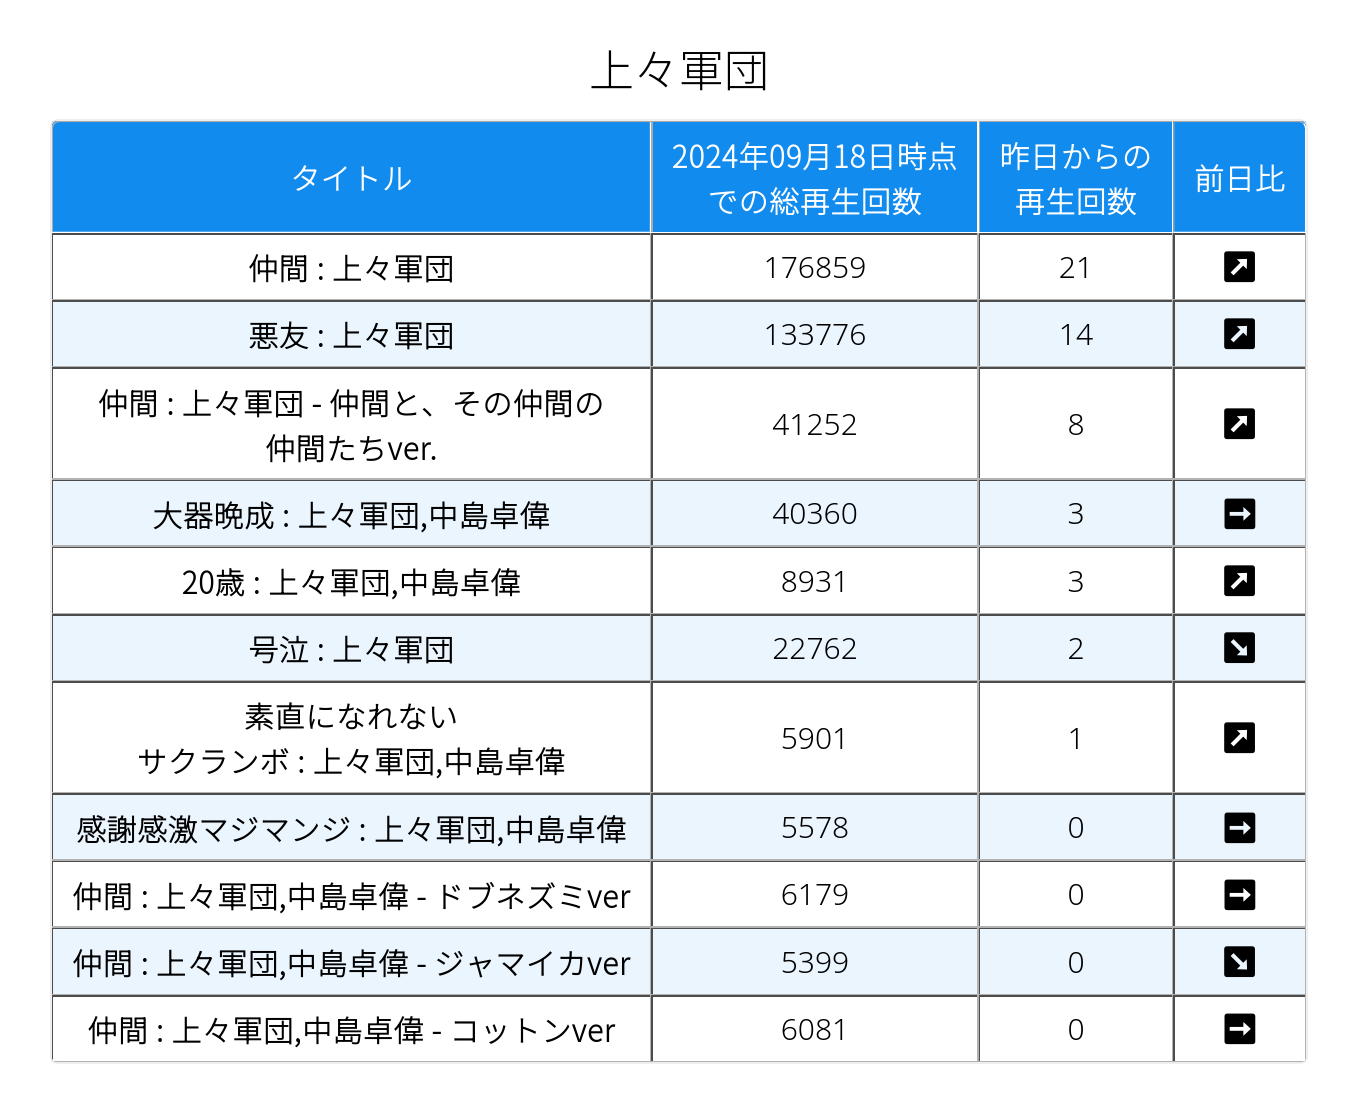 上々軍団
タイトル
2024年09月18日時点
での総再生回数
昨日からの
再生回数
前日比
仲間 : 上々軍団
176859
21
悪友 : 上々軍団
133776
14
仲間 : 上々軍団 - 仲間と、その仲間の
仲間たちver.
41252
8
大器晩成 : 上々軍団,中島卓偉
40360
3
20歳 : 上々軍団,中島卓偉
8931
3
号泣 : 上々軍団
22762
2
素直になれない
サクランボ : 上々軍団,中島卓偉
5901
1
感謝感激マジマンジ : 上々軍団,中島卓偉
5578
0
仲間 : 上々軍団,中島卓偉 - ドブネズミver
6179
0
仲間 : 上々軍団,中島卓偉 - ジャマイカver
5399
0
仲間 : 上々軍団,中島卓偉 - コットンver
6081
0